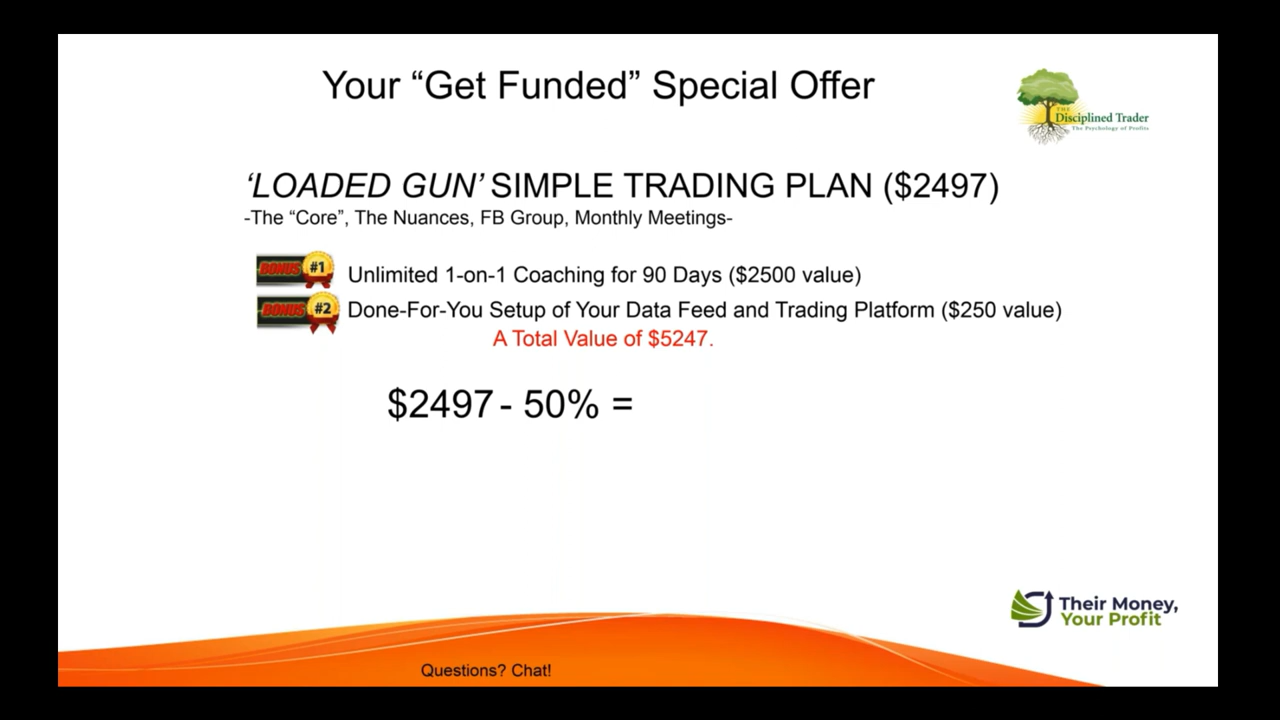 Your “Get Funded” Special Offer
THE
Disciplined Trader
The Psychology of Profits
‘LOADED GUN’ SIMPLE TRADING PLAN ($2497)
-The “Core”, The Nuances, FB Group, Monthly Meetings-
BONUS #1 Unlimited 1-on-1 Coaching for 90 Days ($2500 value)
BONUS #2 Done-For-You Setup of Your Data Feed and Trading Platform ($250 value)
A Total Value of $5247.
$2497 - 50% =
Their Money,
Your Profit
Questions? Chat!